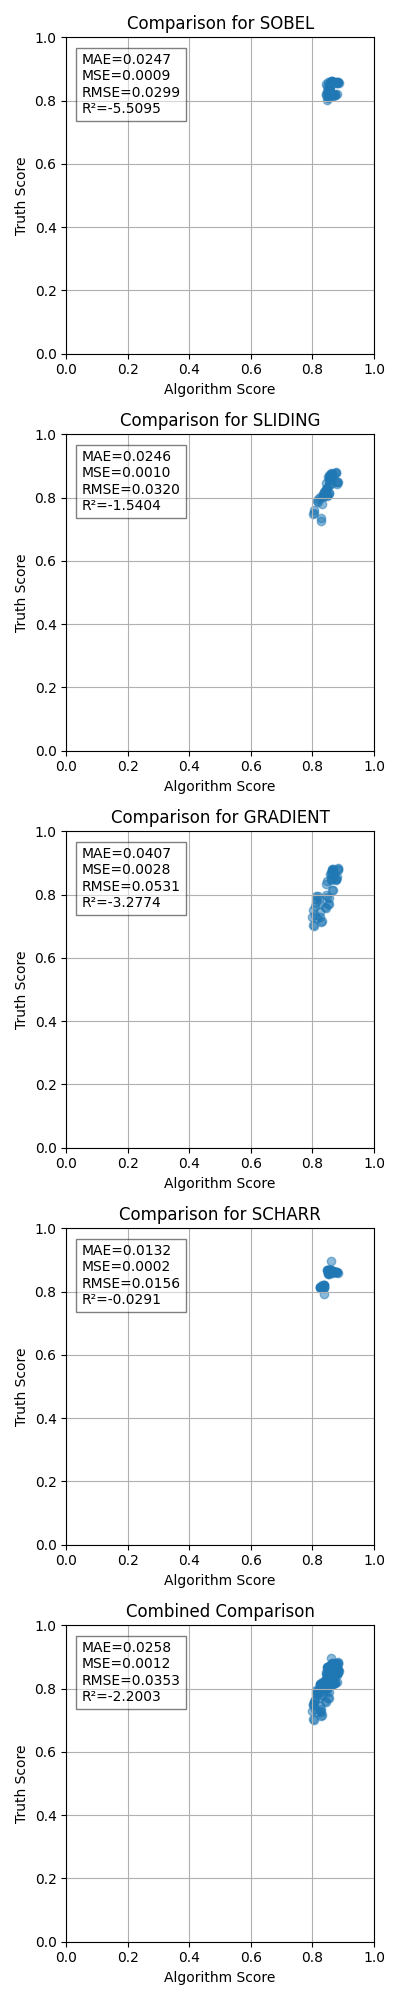 Comparison for SOBEL
1.0
MAE=0.0247
MSE=0.0009
RMSE=0.0299
R²=-5.5095
0.8
0.6
0.4
0.2
0.0
Truth Score
0.0 0.2 0.4 0.6 0.8 1.0
Algorithm Score
Comparison for SLIDING
1.0
MAE=0.0246
MSE=0.0010
RMSE=0.0320
R²=-1.5404
0.8
0.6
0.4
0.2
0.0
Truth Score
0.0 0.2 0.4 0.6 0.8 1.0
Algorithm Score
Comparison for GRADIENT
1.0
MAE=0.0407
MSE=0.0028
RMSE=0.0531
R²=-3.2774
0.8
0.6
0.4
0.2
0.0
Truth Score
0.0 0.2 0.4 0.6 0.8 1.0
Algorithm Score
Comparison for SCHARR
1.0
MAE=0.0132
MSE=0.0002
RMSE=0.0156
R²=-0.0291
0.8
0.6
0.4
0.2
0.0
Truth Score
0.0 0.2 0.4 0.6 0.8 1.0
Algorithm Score
Combined Comparison
1.0
MAE=0.0258
MSE=0.0012
RMSE=0.0353
R²=-2.2003
0.8
0.6
0.4
0.2
0.0
Truth Score
0.0 0.2 0.4 0.6 0.8 1.0
Algorithm Score